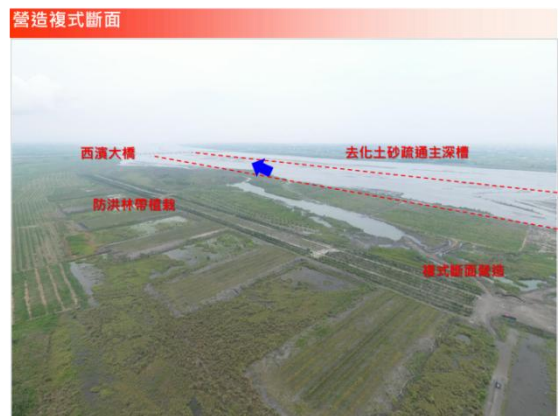 營造複式斷面
西濱大橋
去化土砂疏通主深槽
防洪林帶植栽
複式斷面營造